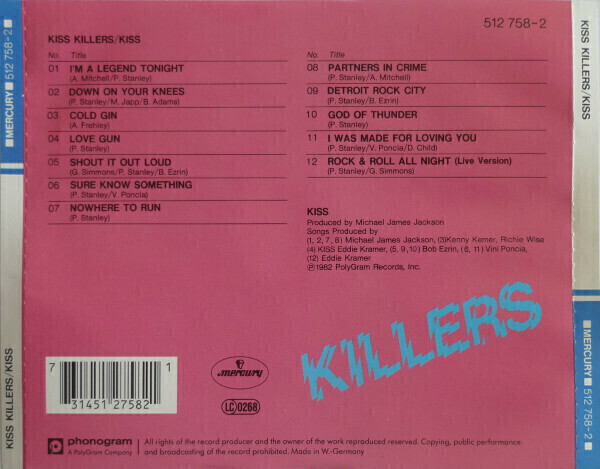 512 758-2
KISS KILLERS/KISS
No. Title
01 I'M A LEGEND TONIGHT
(A. Mitchell/P. Stanley)
02 DOWN ON YOUR KNEES
(P. Stanley/M. Japp/B. Adams)
03 COLD GIN
(A. Frehley)
04 LOVE GUN
(P. Stanley)
05 SHOUT IT OUT LOUD
(G. Simmons/P. Stanley/B. Ezrin)
06 SURE KNOW SOMETHING
(P. Stanley/V. Poncia)
07 NOWHERE TO RUN
(P. Stanley)
No. Title
08 PARTNERS IN CRIME
(P. Stanley/A. Mitchell)
09 DETROIT ROCK CITY
(P. Stanley/B. Ezrin)
10 GOD OF THUNDER
(P. Stanley)
11 I WAS MADE FOR LOVING YOU
(P. Stanley/V. Poncia/D. Child)
12 ROCK & ROLL ALL NIGHT (Live Version)
(P. Stanley/G. Simmons)
KISS
Produced by Michael James Jackson
Songs Produced by
(1, 2, 7, 8) Michael James Jackson, (3)Kenny Kerner, Richie Wise
(4) KISS Eddie Kramer, (5, 9, 10) Bob Ezrin, (6, 11) Vini Poncia,
(12) Eddie Kramer
℗1982 PolyGram Records, Inc.
KILLERS
7 31451 27582 1
mercury
LC 0268
phonogram
A PolyGram Company
All rights of the record producer and the owner of the work reproduced reserved. Copying, public performance
and broadcasting of the record prohibited. Made in W.-Germany
KISS KILLERS/KISS
MERCURY 512 758-2
KISS KILLERS/KISS
MERCURY 512 758-2